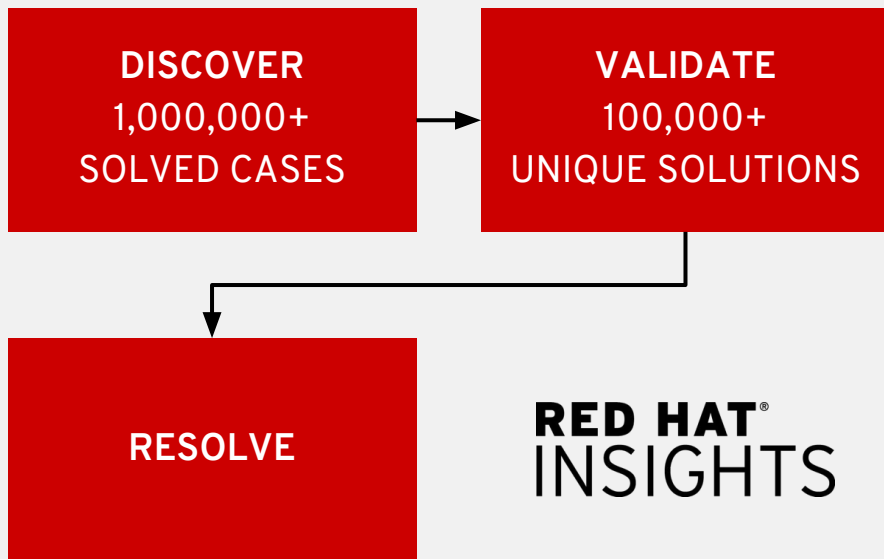 DISCOVER
1,000,000+
SOLVED CASES
VALIDATE
100,000+
UNIQUE SOLUTIONS
RESOLVE
RED HAT®
INSIGHTS